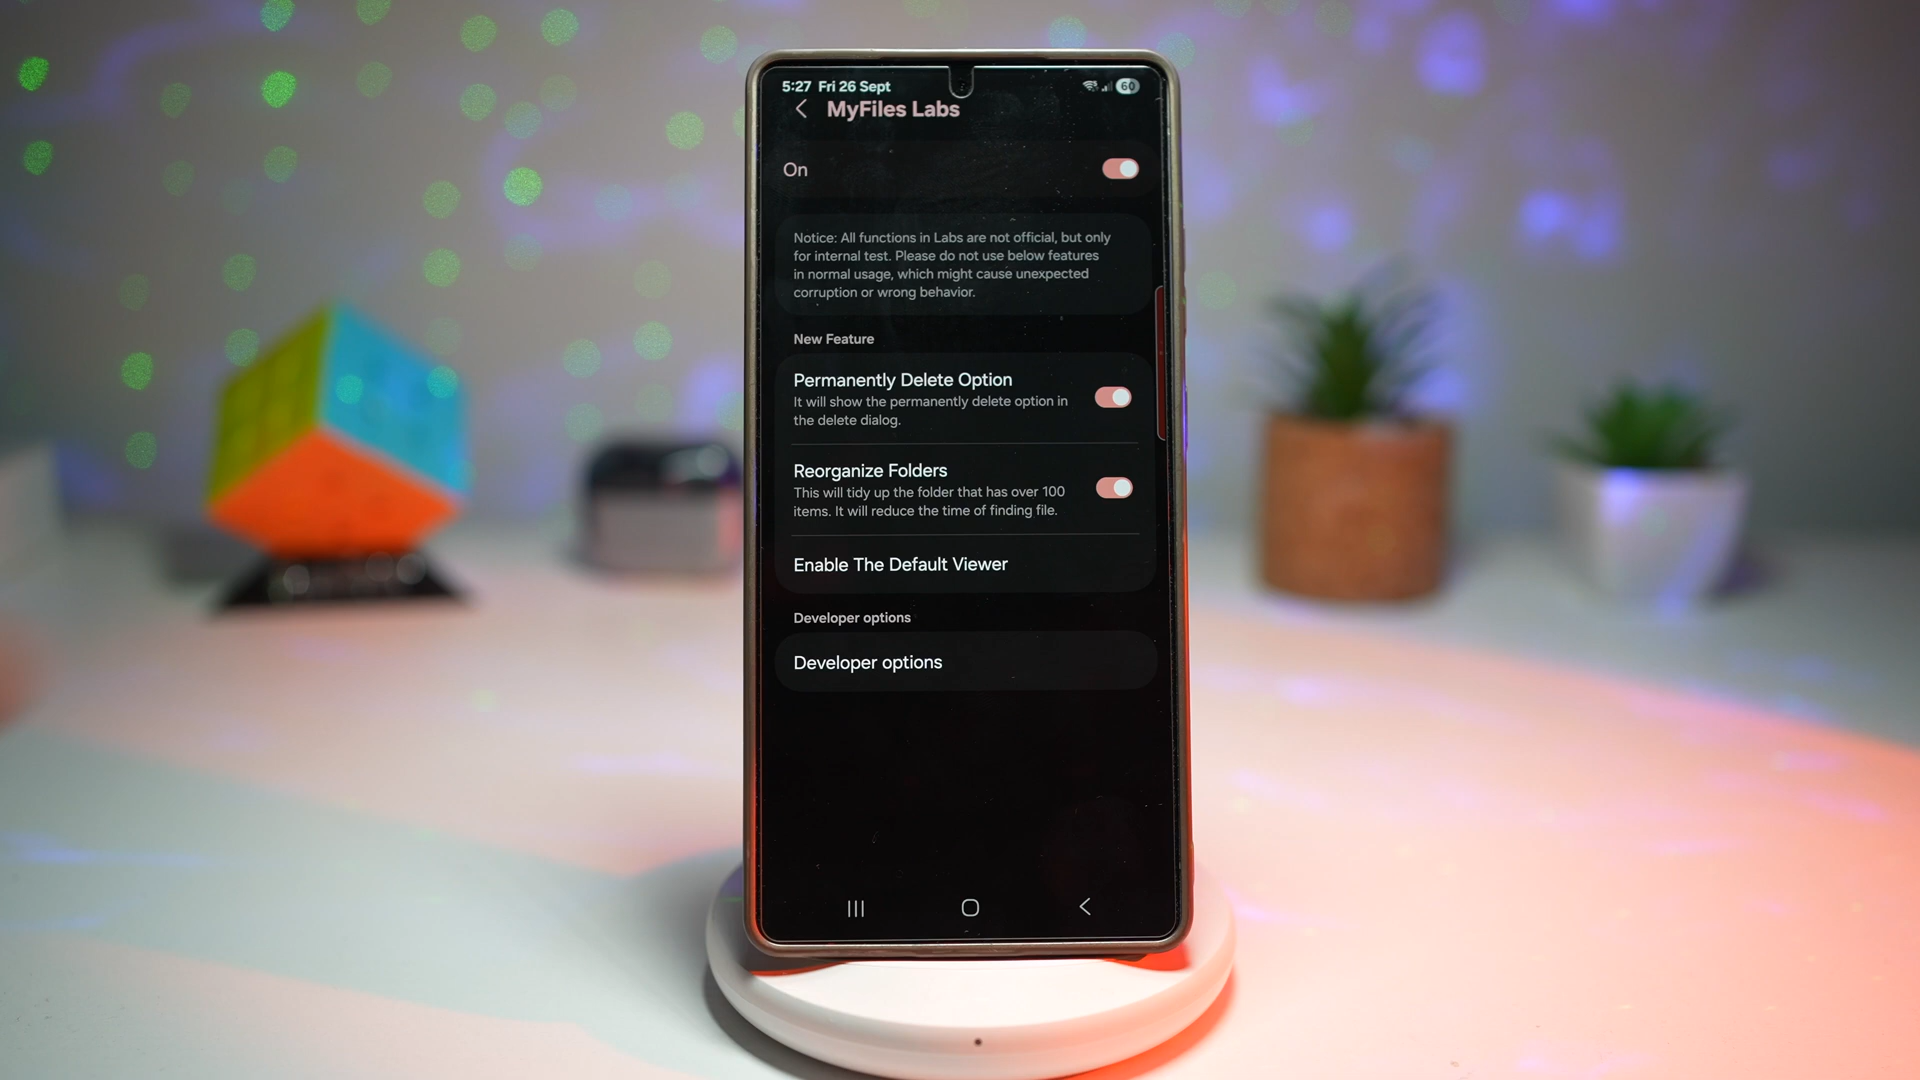 5:27 Fri 26 Sept 60
MyFiles Labs
On
Notice: All functions in Labs are not official, but only
for internal test. Please do not use below features
in normal usage, which might cause unexpected
corruption or wrong behavior.
New Feature
Permanently Delete Option
It will show the permanently delete option in
the delete dialog.
Reorganize Folders
This will tidy up the folder that has over 100
items. It will reduce the time of finding file.
Enable The Default Viewer
Developer options
Developer options